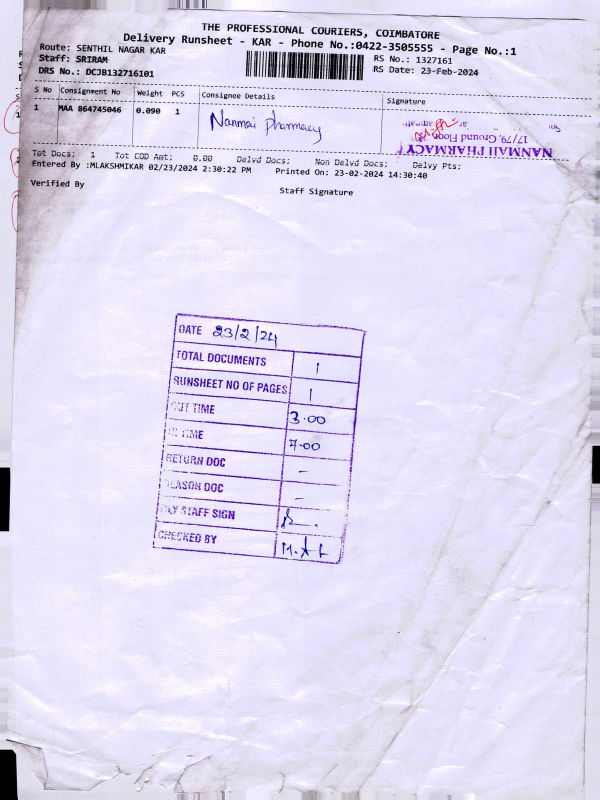 THE PROFESSIONAL COURIERS, COIMBATORE
Delivery Runsheet - KAR - Phone No.:0422-3505555 - Page No.:1
Route: SENTHIL NAGAR KAR
Staff: SRIRAM
DRS No.: DCJB132716101
RS No.: 1327161
RS Date: 23-Feb-2024
S No Consignment No Weight PCS Consignee Details Signature
1 MAA 864745046 0.090 1 Nanmai pharmacy
NANMAII PHARMACY
17/79, Ground Floor
Tot Docs: 1 Tot COD Amt: 0.00 Delvd Docs: Non Delvd Docs: Delvy Pts:
Entered By :MLAKSHMIKAR 02/23/2024 2:30:22 PM Printed On: 23-02-2024 14:30:40
Verified By Staff Signature
DATE 23/2/24
TOTAL DOCUMENTS 1
RUNSHEET NO OF PAGES 1
OUT TIME 3.00
IN TIME 7.00
RETURN DOC -
REASON DOC -
DLY STAFF SIGN
CHECKED BY